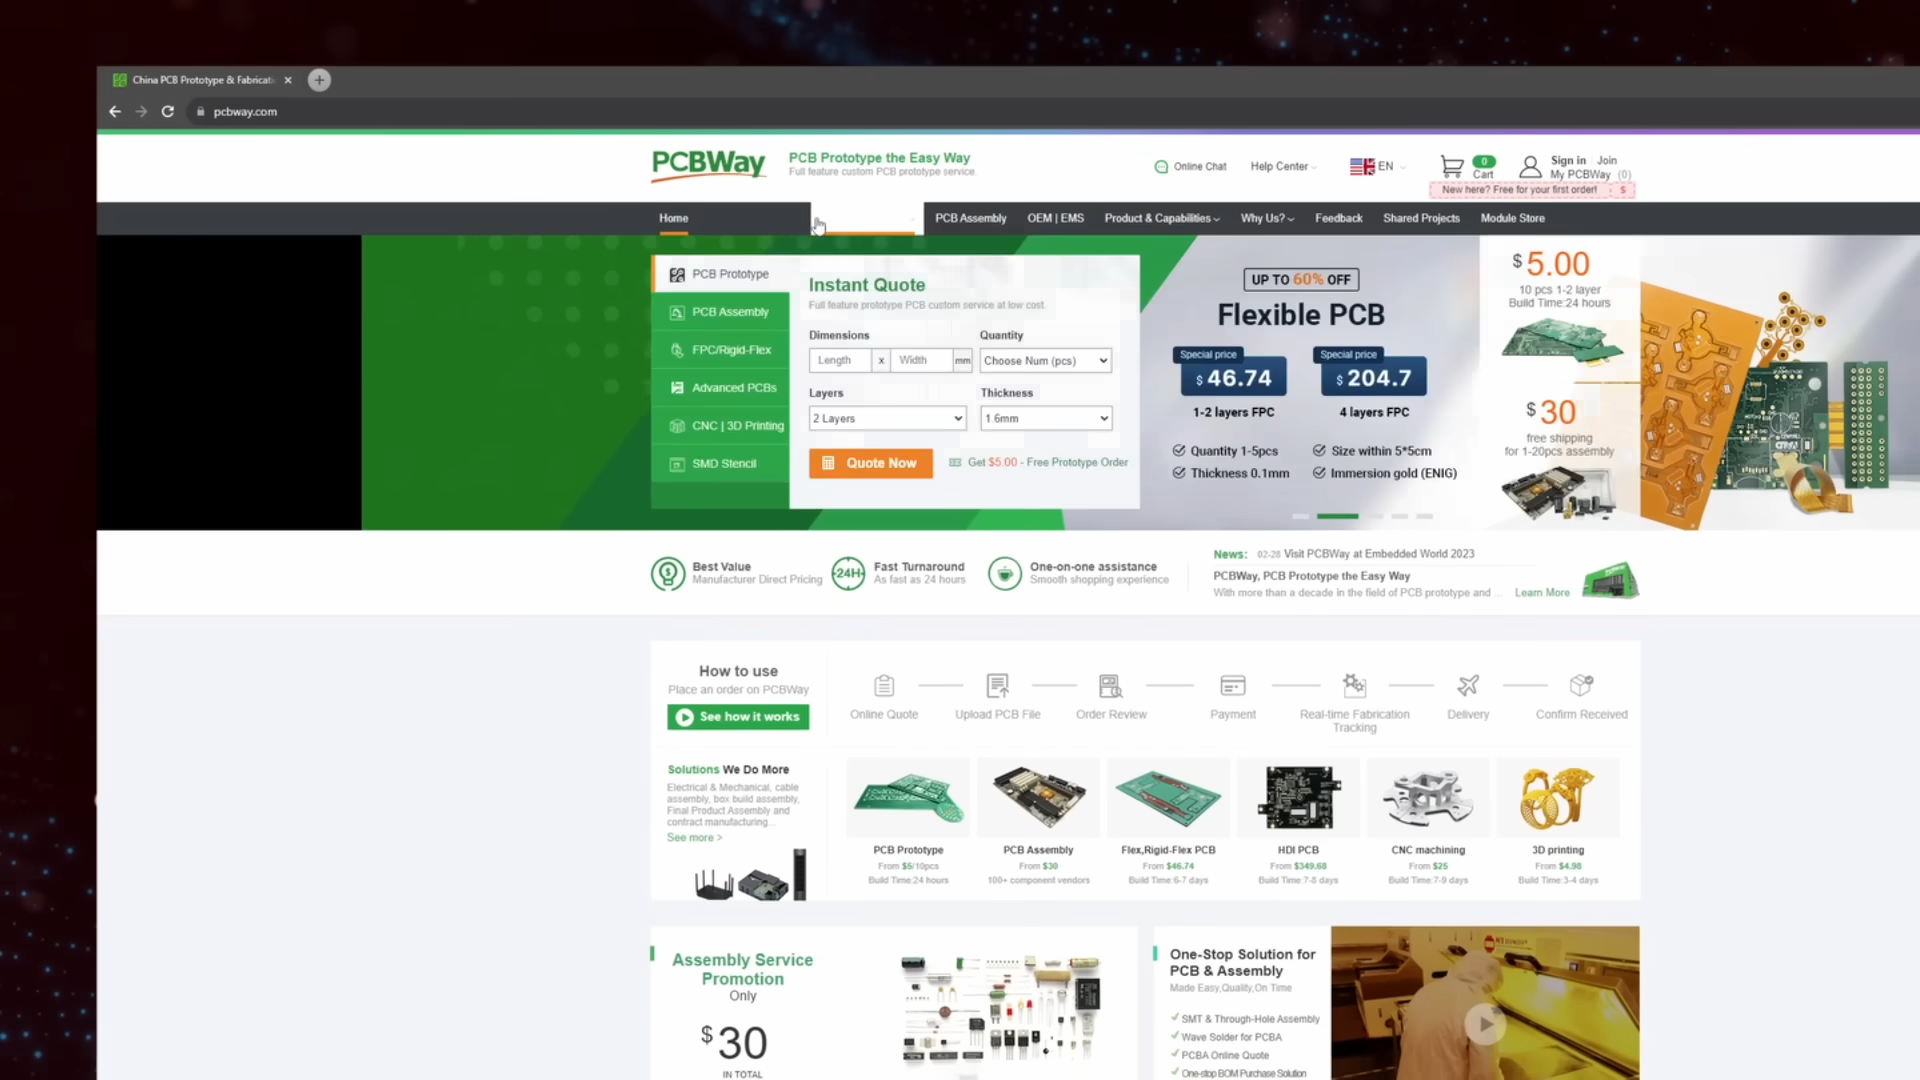 China PCB Prototype & Fabricati
pcbway.com
PCBWay
PCB Prototype the Easy Way
Full feature custom PCB prototype service.
Online Chat
Help Center
EN
0
Cart
Sign in
Join
My PCBWay (0)
New here? Free for your first order!
$
Home
PCB Assembly
OEM | EMS
Product & Capabilities
Why Us?
Feedback
Shared Projects
Module Store
PCB Prototype
PCB Assembly
FPC/Rigid-Flex
Advanced PCBs
CNC | 3D Printing
SMD Stencil
Instant Quote
Full feature prototype PCB custom service at low cost.
Dimensions
Quantity
Length x Width mm
Choose Num (pcs)
Layers
Thickness
2 Layers
1.6mm
Quote Now
Get $5.00 - Free Prototype Order
UP TO 60% OFF
Flexible PCB
Special price
$ 46.74
1-2 layers FPC
Special price
$ 204.7
4 layers FPC
Quantity 1-5pcs
Size within 5*5cm
Thickness 0.1mm
Immersion gold (ENIG)
$ 5.00
10 pcs 1-2 layer
Build Time:24 hours
$ 30
free shipping
for 1-20pcs assembly
Best Value
Manufacturer Direct Pricing
24H
Fast Turnaround
As fast as 24 hours
One-on-one assistance
Smooth shopping experience
News: 02-28 Visit PCBWay at Embedded World 2023
PCBWay, PCB Prototype the Easy Way
With more than a decade in the field of PCB prototype and ...
Learn More
How to use
Place an order on PCBWay
See how it works
Online Quote
Upload PCB File
Order Review
Payment
Real-time Fabrication
Tracking
Delivery
Confirm Received
Solutions We Do More
Electrical & Mechanical, cable
assembly, box build assembly,
Final Product Assembly and
contract manufacturing...
See more >
PCB Prototype
From $5/10pcs
Build Time:24 hours
PCB Assembly
From $30
100+ component vendors
Flex,Rigid-Flex PCB
From $46.74
Build Time:6-7 days
HDI PCB
From $349.68
Build Time:7-8 days
CNC machining
From $25
Build Time:7-9 days
3D printing
From $4.98
Build Time:3-4 days
Assembly Service
Promotion
Only
$ 30
IN TOTAL
One-Stop Solution for
PCB & Assembly
Made Easy,Quality,On Time
SMT & Through-Hole Assembly
Wave Solder for PCBA
PCBA Online Quote
One-stop BOM Purchase Solution